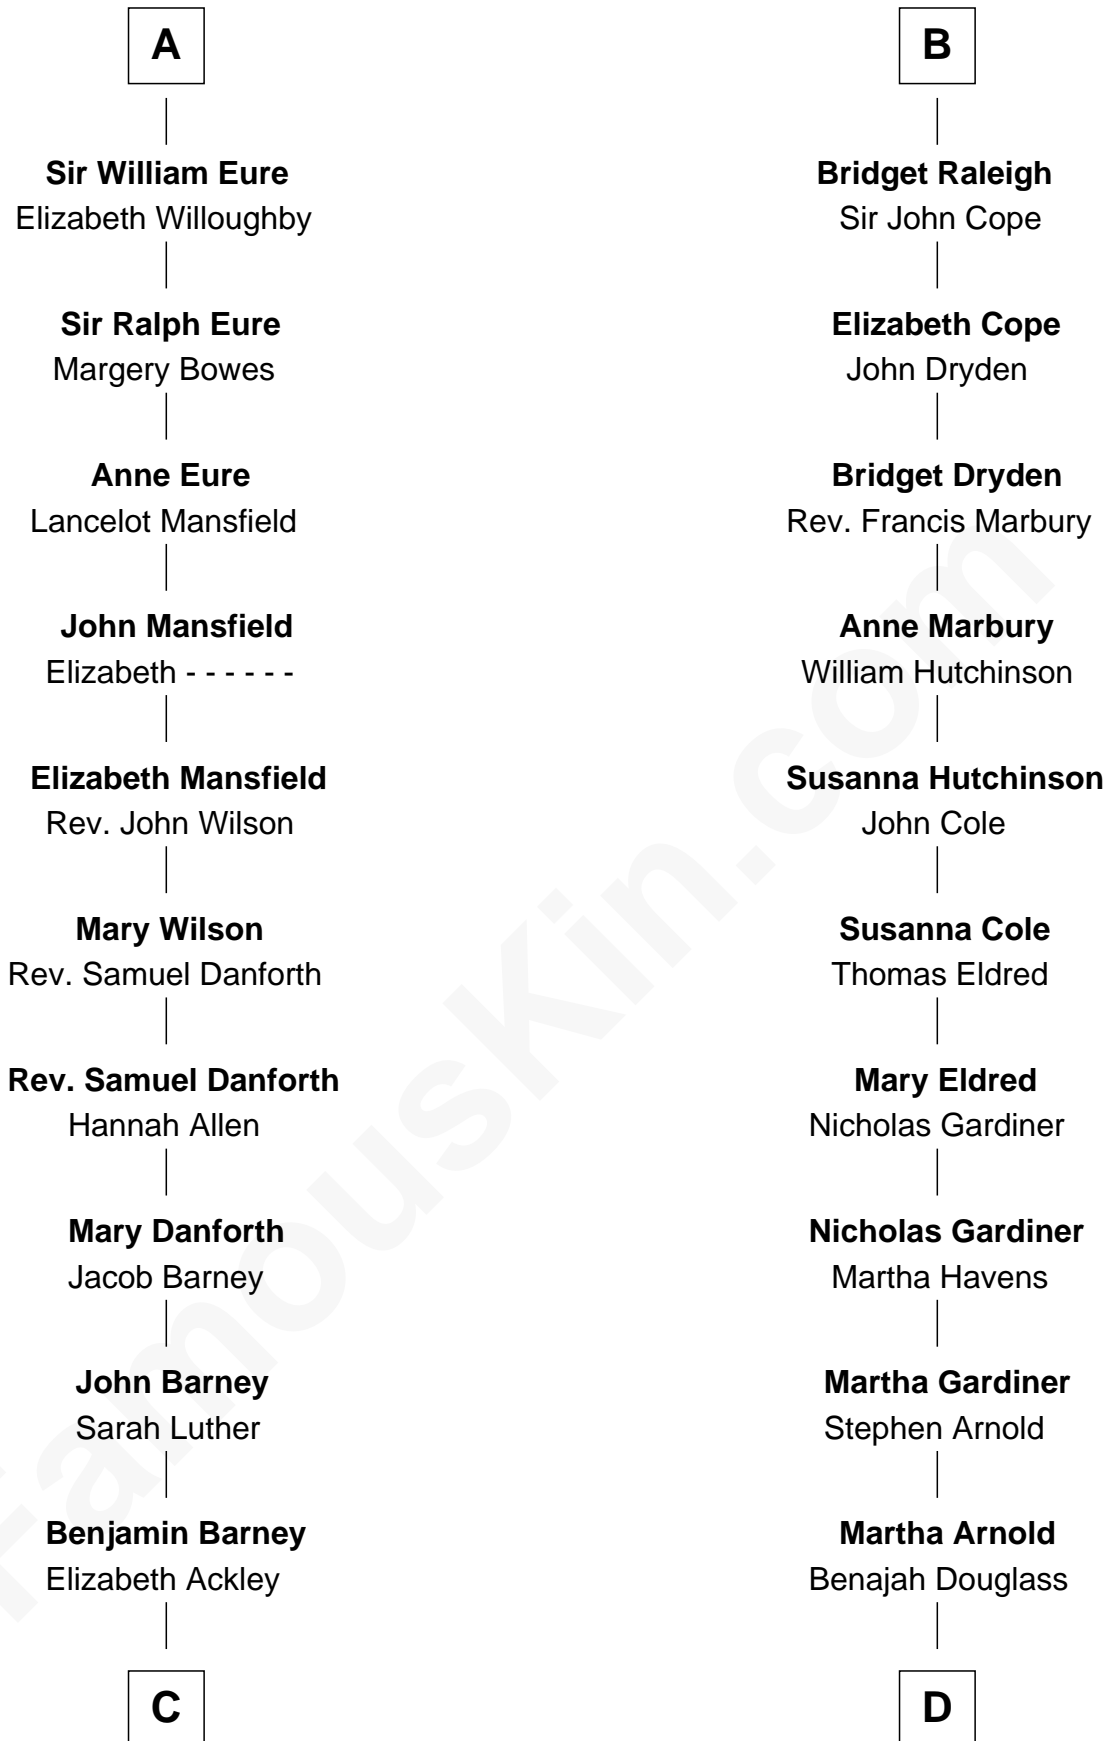 A
Sir William Eure
Elizabeth Willoughby
Sir Ralph Eure
Margery Bowes
Anne Eure
Lancelot Mansfield
John Mansfield
Elizabeth - - - - - -
Elizabeth Mansfield
Rev. John Wilson
Mary Wilson
Rev. Samuel Danforth
Rev. Samuel Danforth
Hannah Allen
Mary Danforth
Jacob Barney
John Barney
Sarah Luther
Benjamin Barney
Elizabeth Ackley
C
B
Bridget Raleigh
Sir John Cope
Elizabeth Cope
John Dryden
Bridget Dryden
Rev. Francis Marbury
Anne Marbury
William Hutchinson
Susanna Hutchinson
John Cole
Susanna Cole
Thomas Eldred
Mary Eldred
Nicholas Gardiner
Nicholas Gardiner
Martha Havens
Martha Gardiner
Stephen Arnold
Martha Arnold
Benajah Douglass
D
FamousKin.com